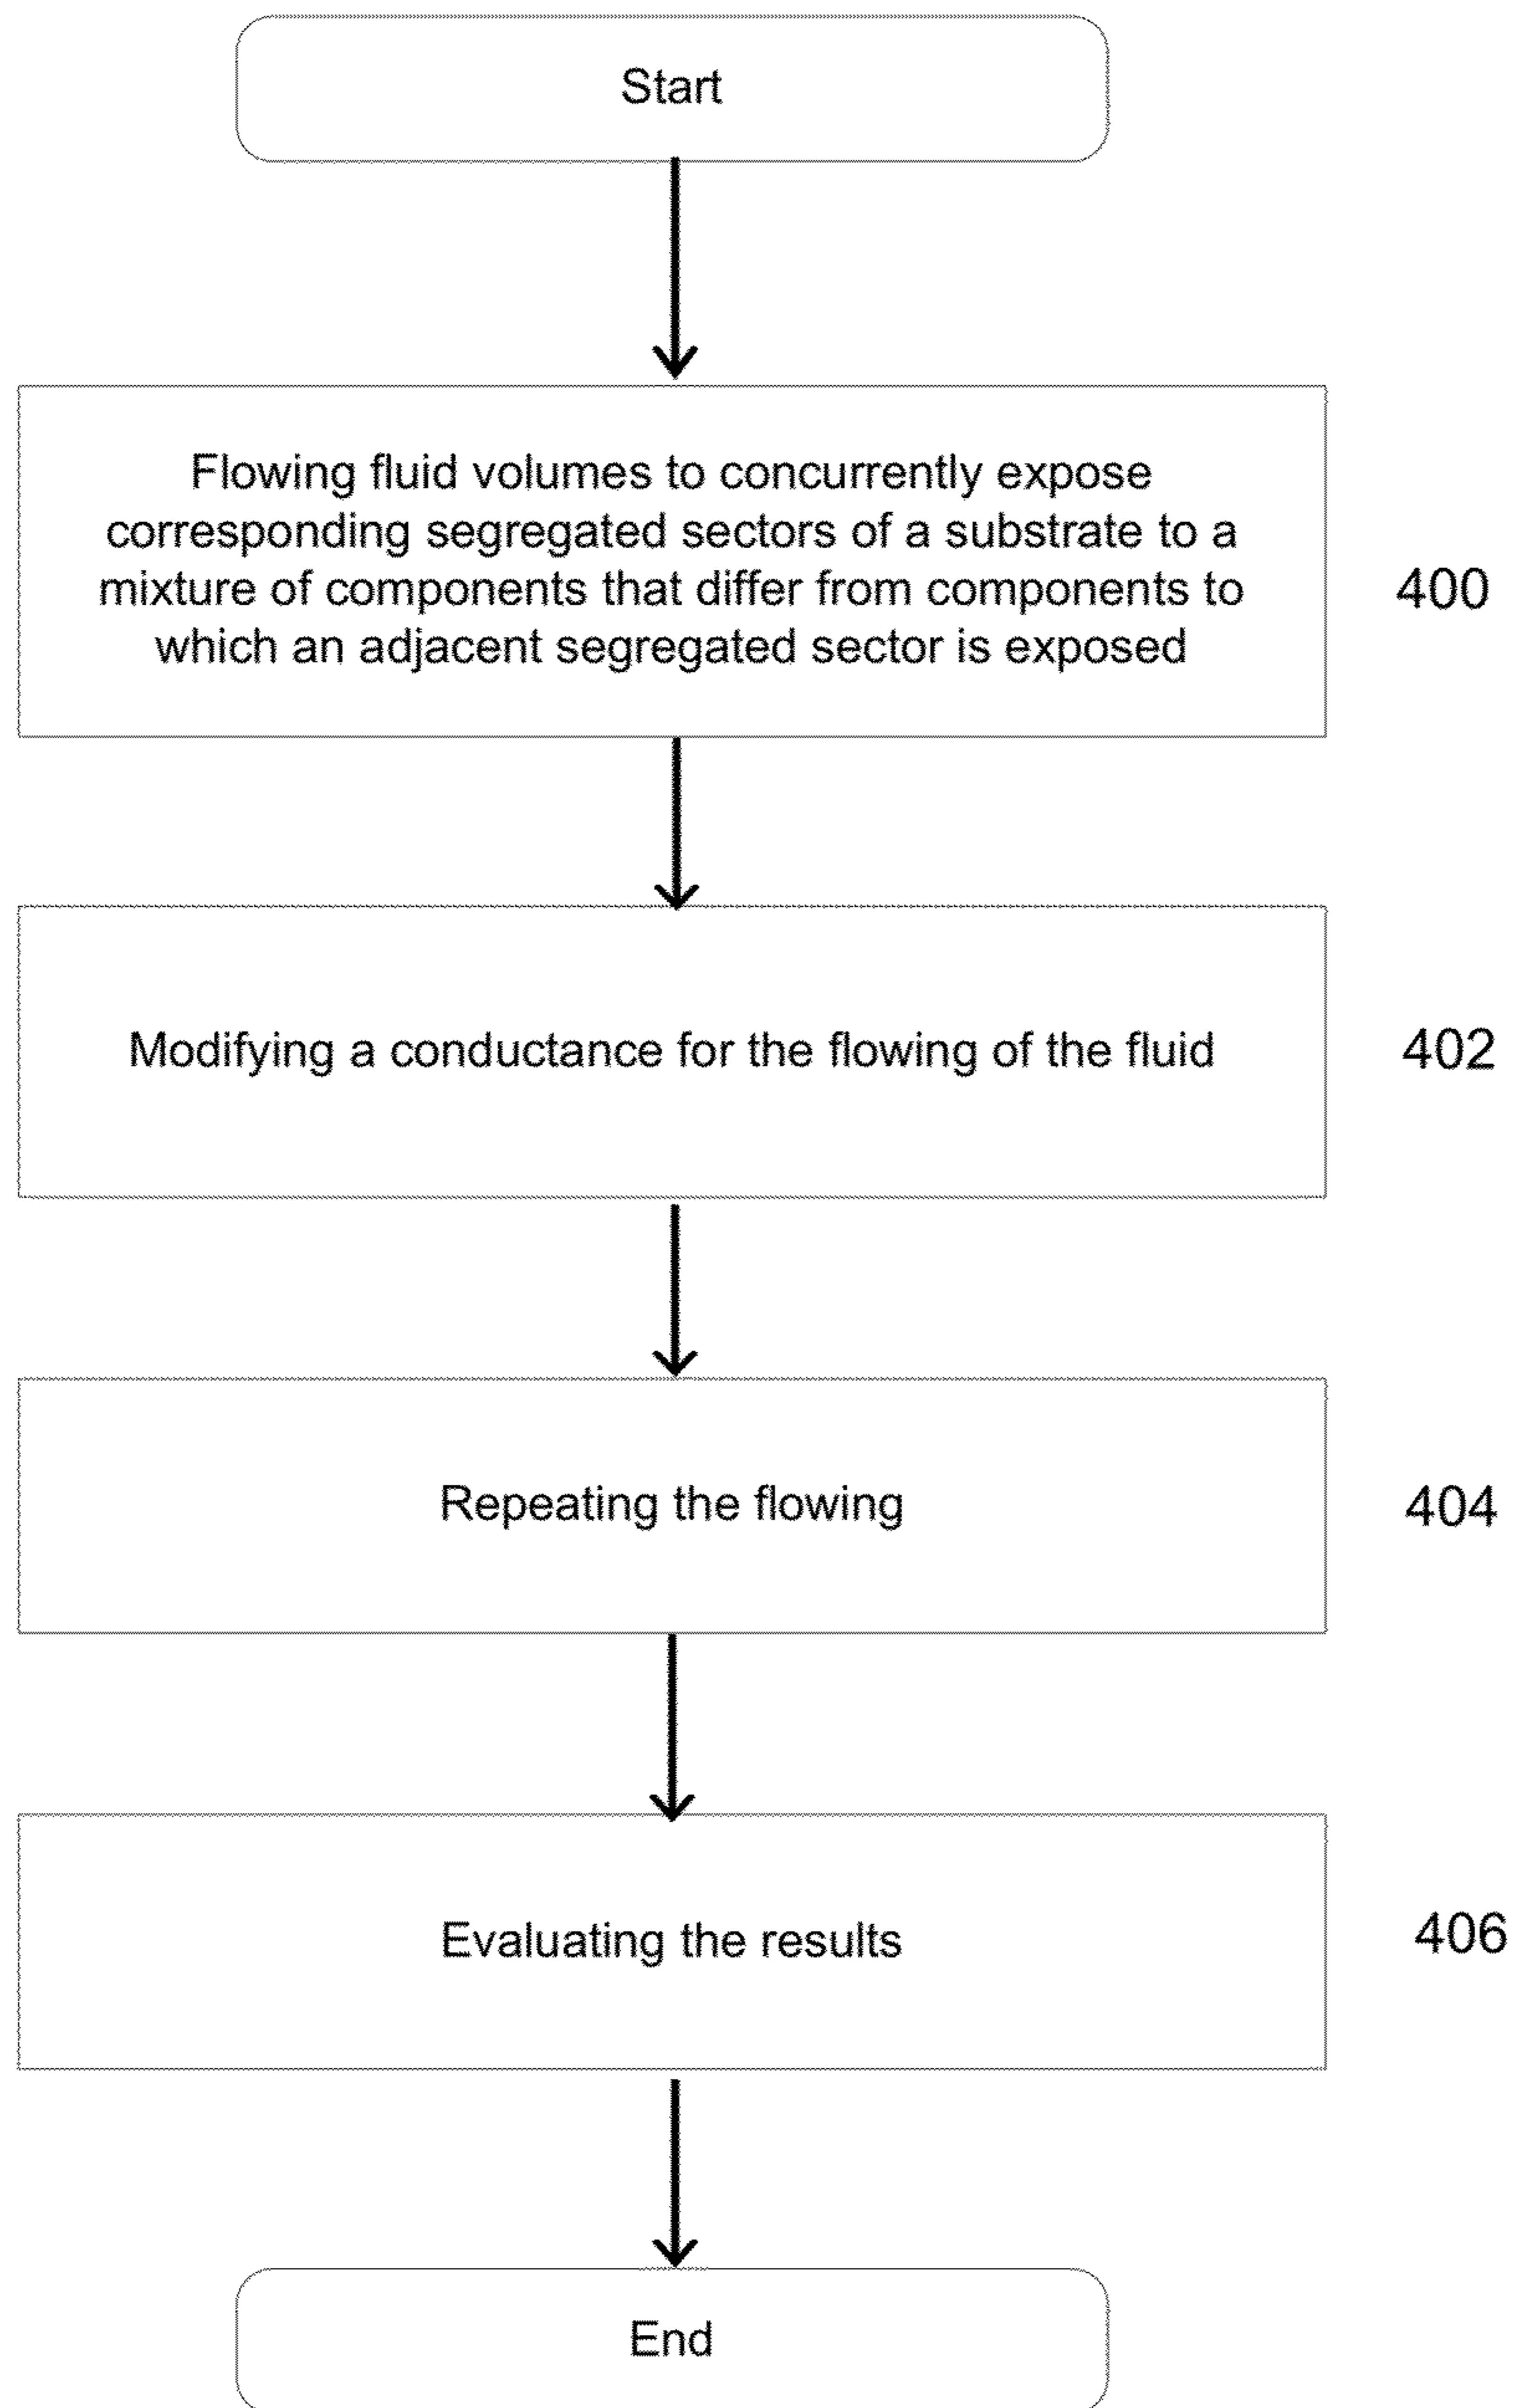 Start
Flowing fluid volumes to concurrently expose
corresponding segregated sectors of a substrate to a
mixture of components that differ from components to
which an adjacent segregated sector is exposed
400
Modifying a conductance for the flowing of the fluid
402
Repeating the flowing
404
Evaluating the results
406
End